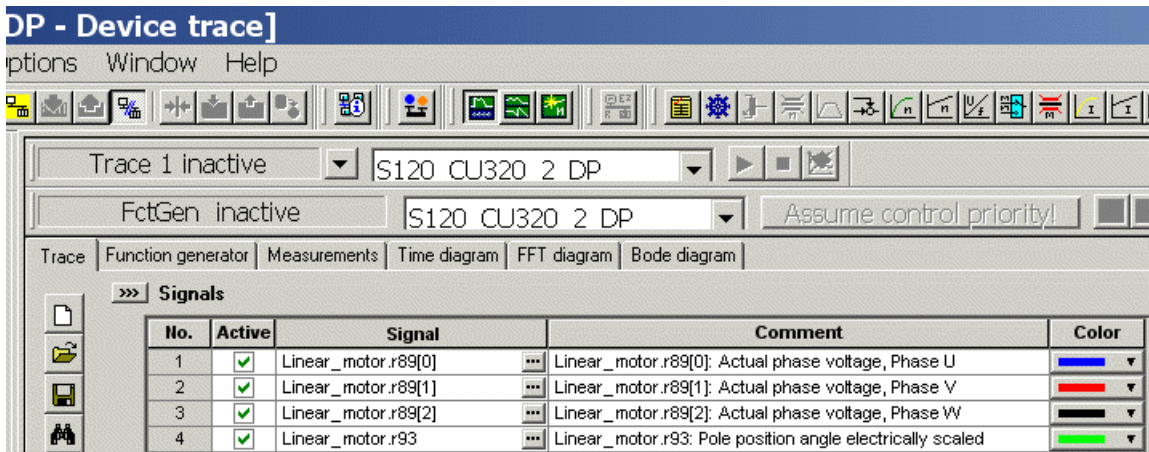 DP - Device trace]
ptions Window Help
Trace 1 inactive S120_CU320_2_DP
FctGen inactive S120_CU320_2_DP Assume control priority!
Trace Function generator Measurements Time diagram FFT diagram Bode diagram
>>> Signals
No. Active Signal Comment Color
1 Linear_motor.r89[0] ... Linear_motor.r89[0]: Actual phase voltage, Phase U
2 Linear_motor.r89[1] ... Linear_motor.r89[1]: Actual phase voltage, Phase V
3 Linear_motor.r89[2] ... Linear_motor.r89[2]: Actual phase voltage, Phase W
4 Linear_motor.r93 ... Linear_motor.r93: Pole position angle electrically scaled